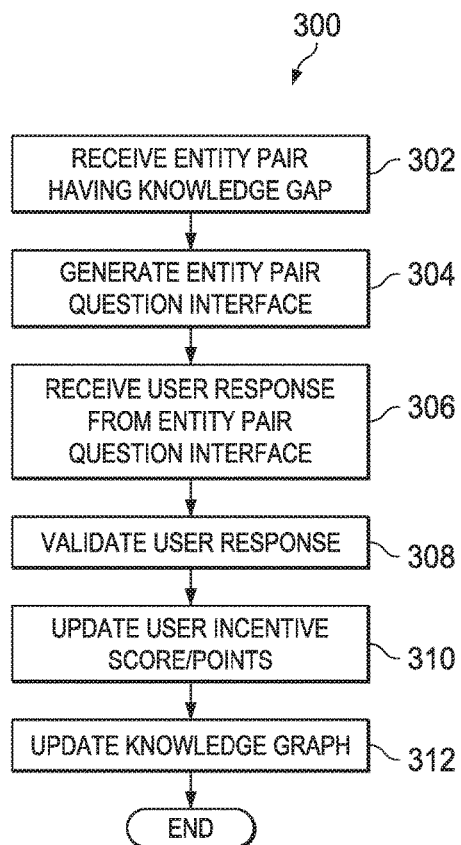 300
RECEIVE ENTITY PAIR
HAVING KNOWLEDGE GAP
302
GENERATE ENTITY PAIR
QUESTION INTERFACE
304
RECEIVE USER RESPONSE
FROM ENTITY PAIR
QUESTION INTERFACE
306
VALIDATE USER RESPONSE
308
UPDATE USER INCENTIVE
SCORE/POINTS
310
UPDATE KNOWLEDGE GRAPH
312
END